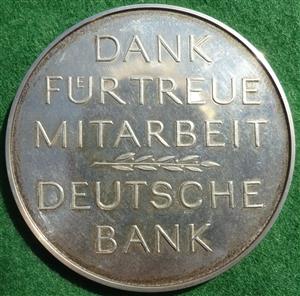 DANK
FÜR TREUE
MITARBEIT
DEUTSCHE
BANK